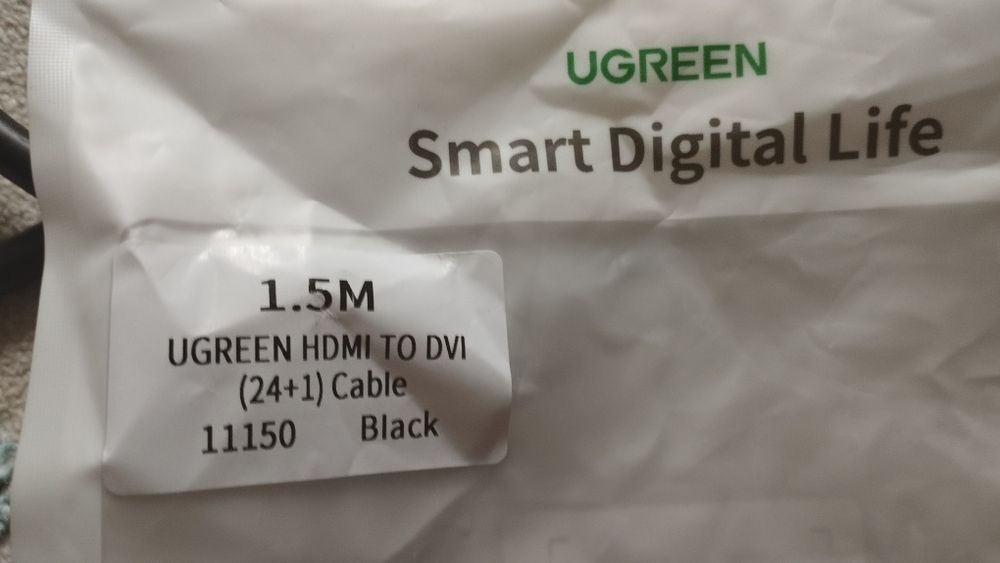 UGREEN
Smart Digital Life
1.5M
UGREEN HDMI TO DVI
(24+1) Cable
11150 Black